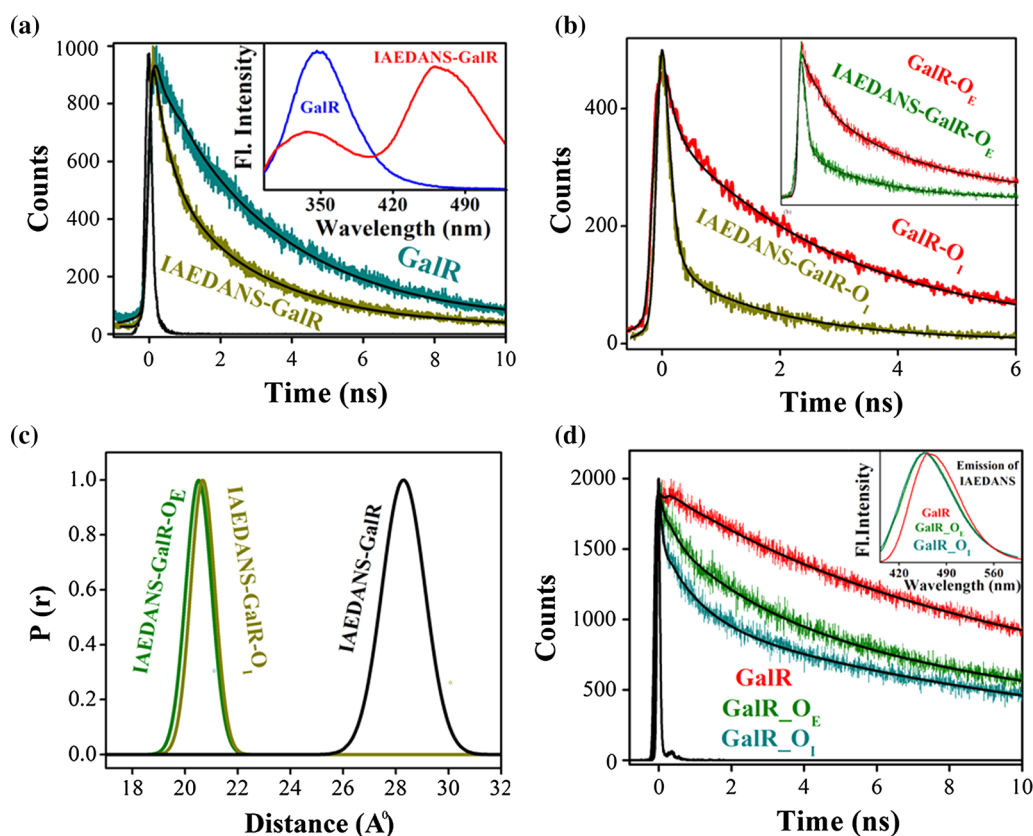 (a)
1000
800
600
400
200
0
Counts
0 2 4 6 8 10
Time (ns)
GalR
IAEDANS-GalR
Fl. Intensity
GalR
IAEDANS-GalR
350 420 490
Wavelength (nm)
(b)
400
200
0
Counts
0 2 4 6
Time (ns)
GalR-O_I
IAEDANS-GalR-O_I
GalR-O_E
IAEDANS-GalR-O_E
(c)
1.0
0.8
0.6
0.4
0.2
0.0
P (r)
IAEDANS-GalR-O_E
IAEDANS-GalR-O_I
IAEDANS-GalR
18 20 22 24 26 28 30 32
Distance (A⁰)
(d)
2000
1500
1000
500
0
Counts
GalR
GalR_O_E
GalR_O_I
0 2 4 6 8 10
Time (ns)
Fl.Intensity
Emission of
IAEDANS
GalR
GalR_O_E
GalR_O_I
420 490 560
Wavelength (nm)